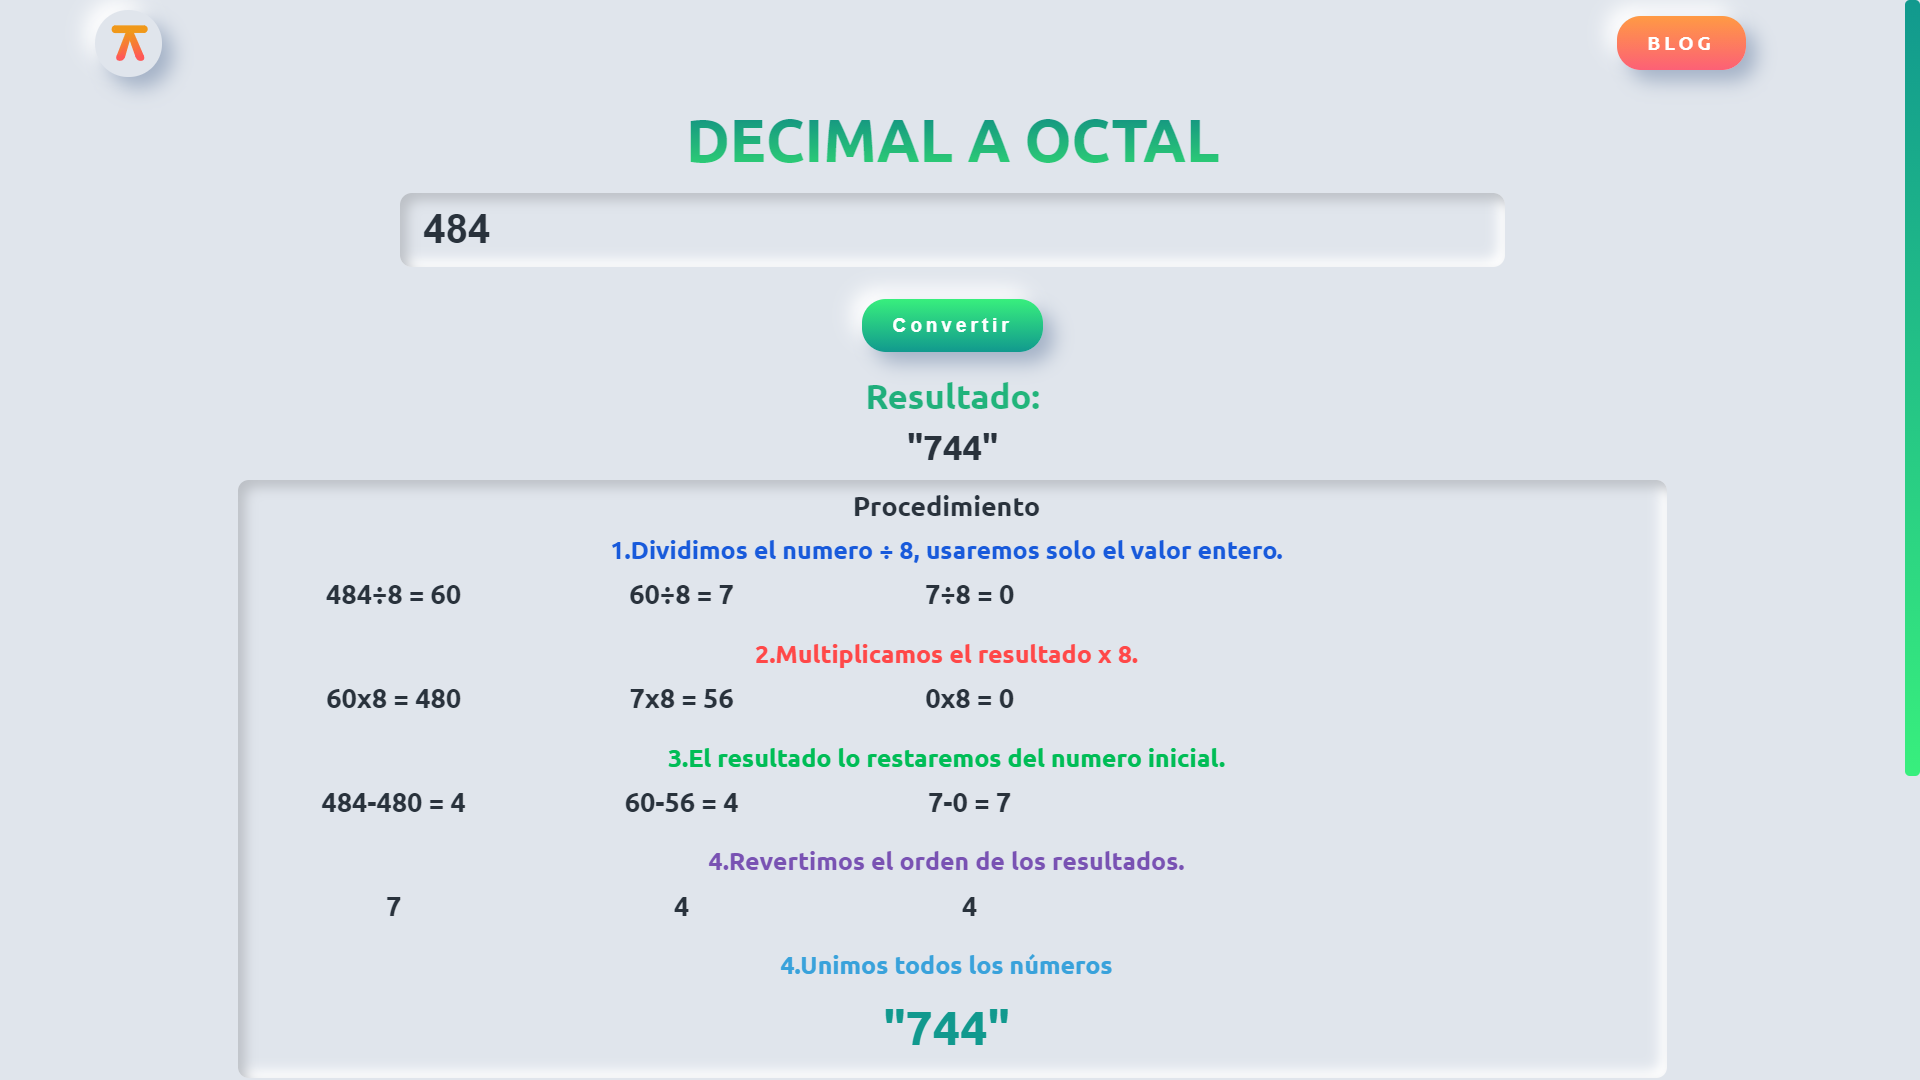 BLOG
DECIMAL A OCTAL
484
Convertir
Resultado:
"744"
Procedimiento
1.Dividimos el numero ÷ 8, usaremos solo el valor entero.
484÷8 = 60 60÷8 = 7 7÷8 = 0
2.Multiplicamos el resultado x 8.
60x8 = 480 7x8 = 56 0x8 = 0
3.El resultado lo restaremos del numero inicial.
484-480 = 4 60-56 = 4 7-0 = 7
4.Revertimos el orden de los resultados.
7 4 4
4.Unimos todos los números
"744"